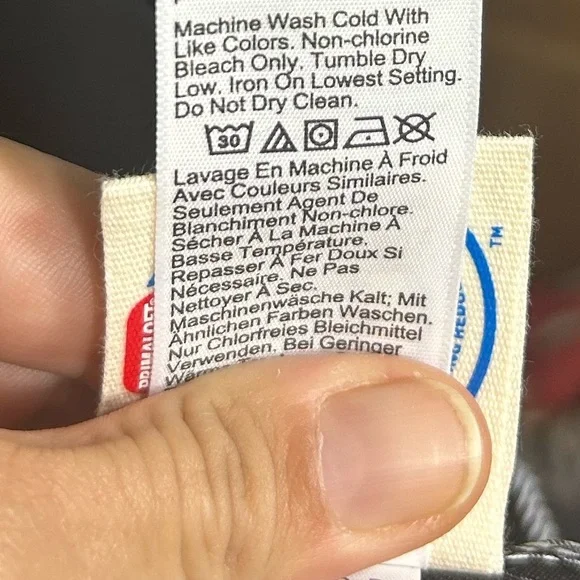 Machine Wash Cold With
Like Colors. Non-chlorine
Bleach Only. Tumble Dry
Low. Iron On Lowest Setting.
Do Not Dry Clean.
30
Lavage En Machine À Froid
Avec Couleurs Similaires.
Seulement Agent De
Blanchiment Non-chlore.
Sécher À La Machine À
Basse Température.
Repasser À Fer Doux Si
Nécessaire. Ne Pas
Nettoyer À Sec.
Maschinenwäsche Kalt; Mit
Ähnlichen Farben Waschen.
Nur Chlorfreies Bleichmittel
Verwenden. Bei Geringer
TM